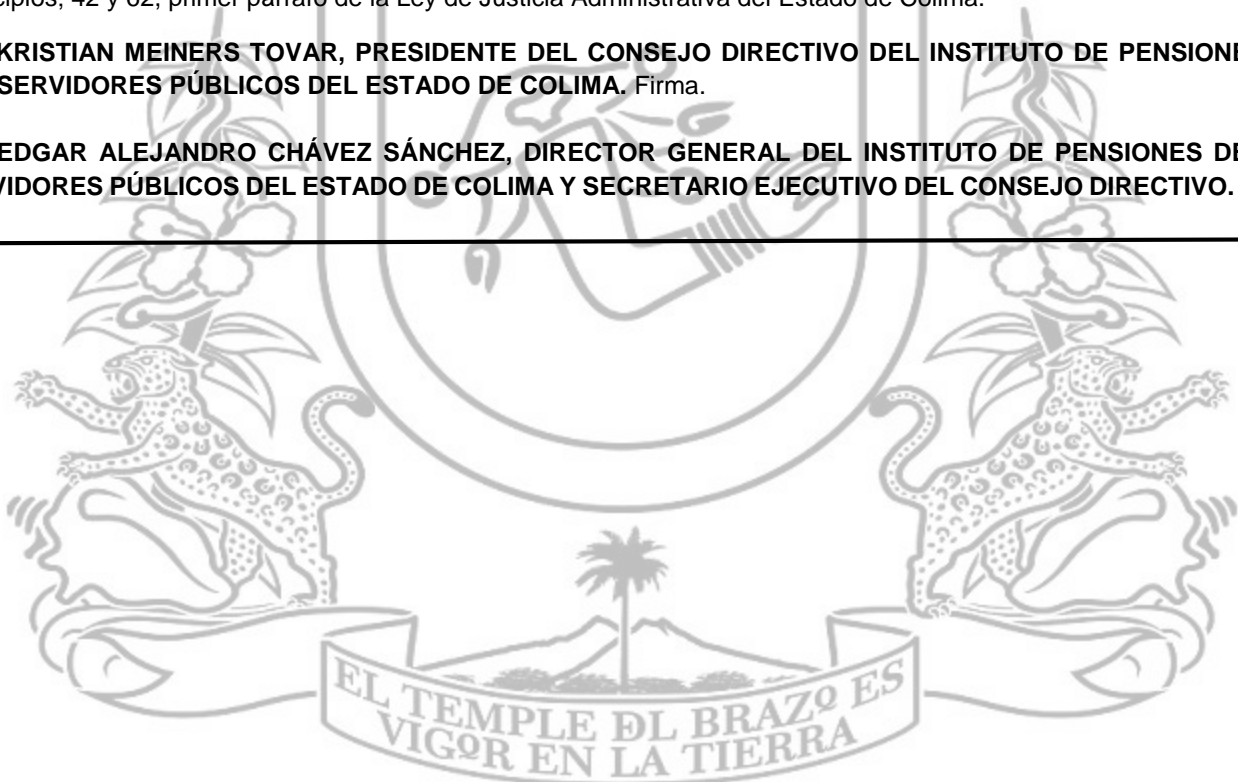 cipios, 42 y 62, primer párrafo de la Ley de Justicia Administrativa del Estado de Colima.
KRISTIAN MEINERS TOVAR, PRESIDENTE DEL CONSEJO DIRECTIVO DEL INSTITUTO DE PENSIONE
SERVIDORES PÚBLICOS DEL ESTADO DE COLIMA. Firma.
EDGAR ALEJANDRO CHÁVEZ SÁNCHEZ, DIRECTOR GENERAL DEL INSTITUTO DE PENSIONES DE
VIDORES PÚBLICOS DEL ESTADO DE COLIMA Y SECRETARIO EJECUTIVO DEL CONSEJO DIRECTIVO.
EL TEMPLE DL BRAZO ES
VIGOR EN LA TIERRA